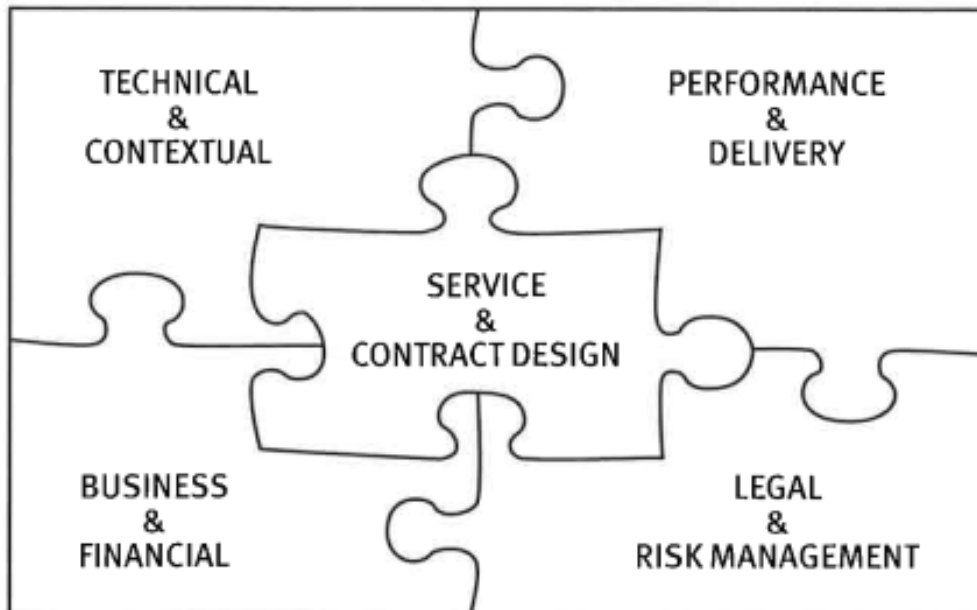 TECHNICAL
&
CONTEXTUAL
PERFORMANCE
&
DELIVERY
SERVICE
&
CONTRACT DESIGN
BUSINESS
&
FINANCIAL
LEGAL
&
RISK MANAGEMENT